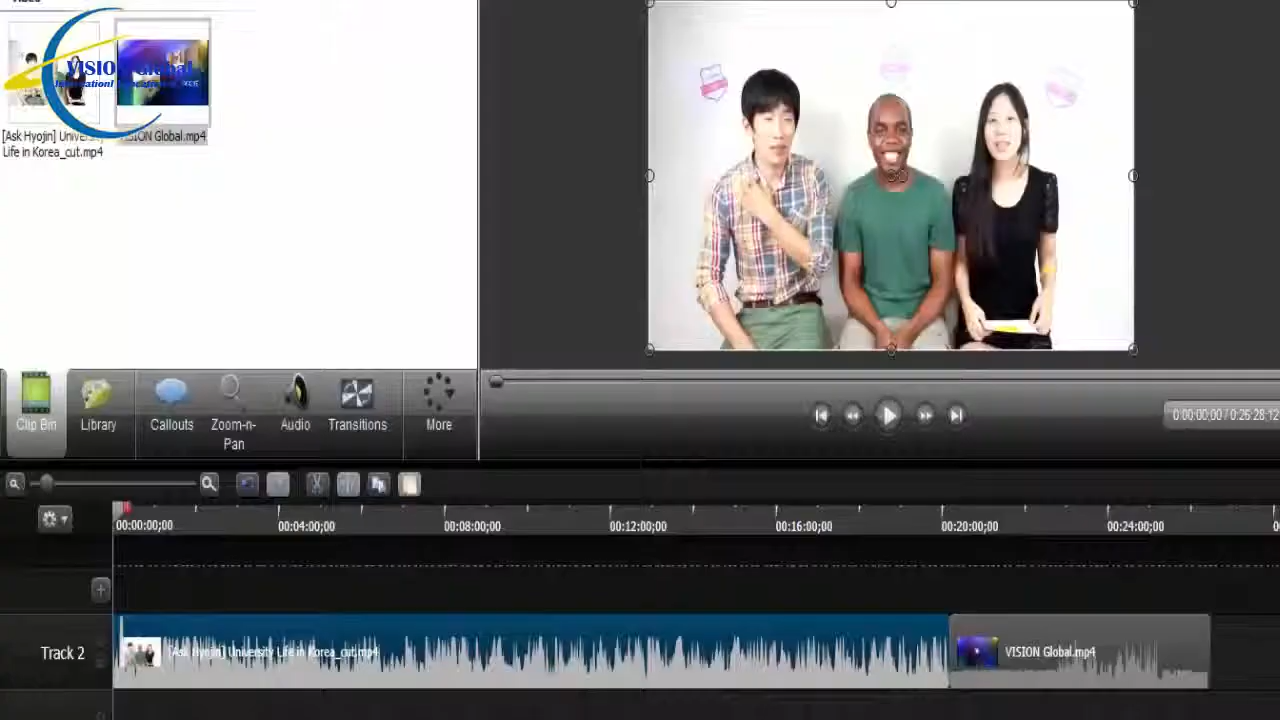 VISION Global
[Ask Hyojin] University
Life in Korea_cut.mp4
VISION Global.mp4
Clip Bin
Library
Callouts
Zoom-n-
Pan
Audio
Transitions
More
0:00:00;00 / 0:26:28;12
00:00:00;00
00:04:00;00
00:08:00;00
00:12:00;00
00:16:00;00
00:20:00;00
00:24:00;00
Track 2
[Ask Hyojin] University Life in Korea_cut.mp4
VISION Global.mp4